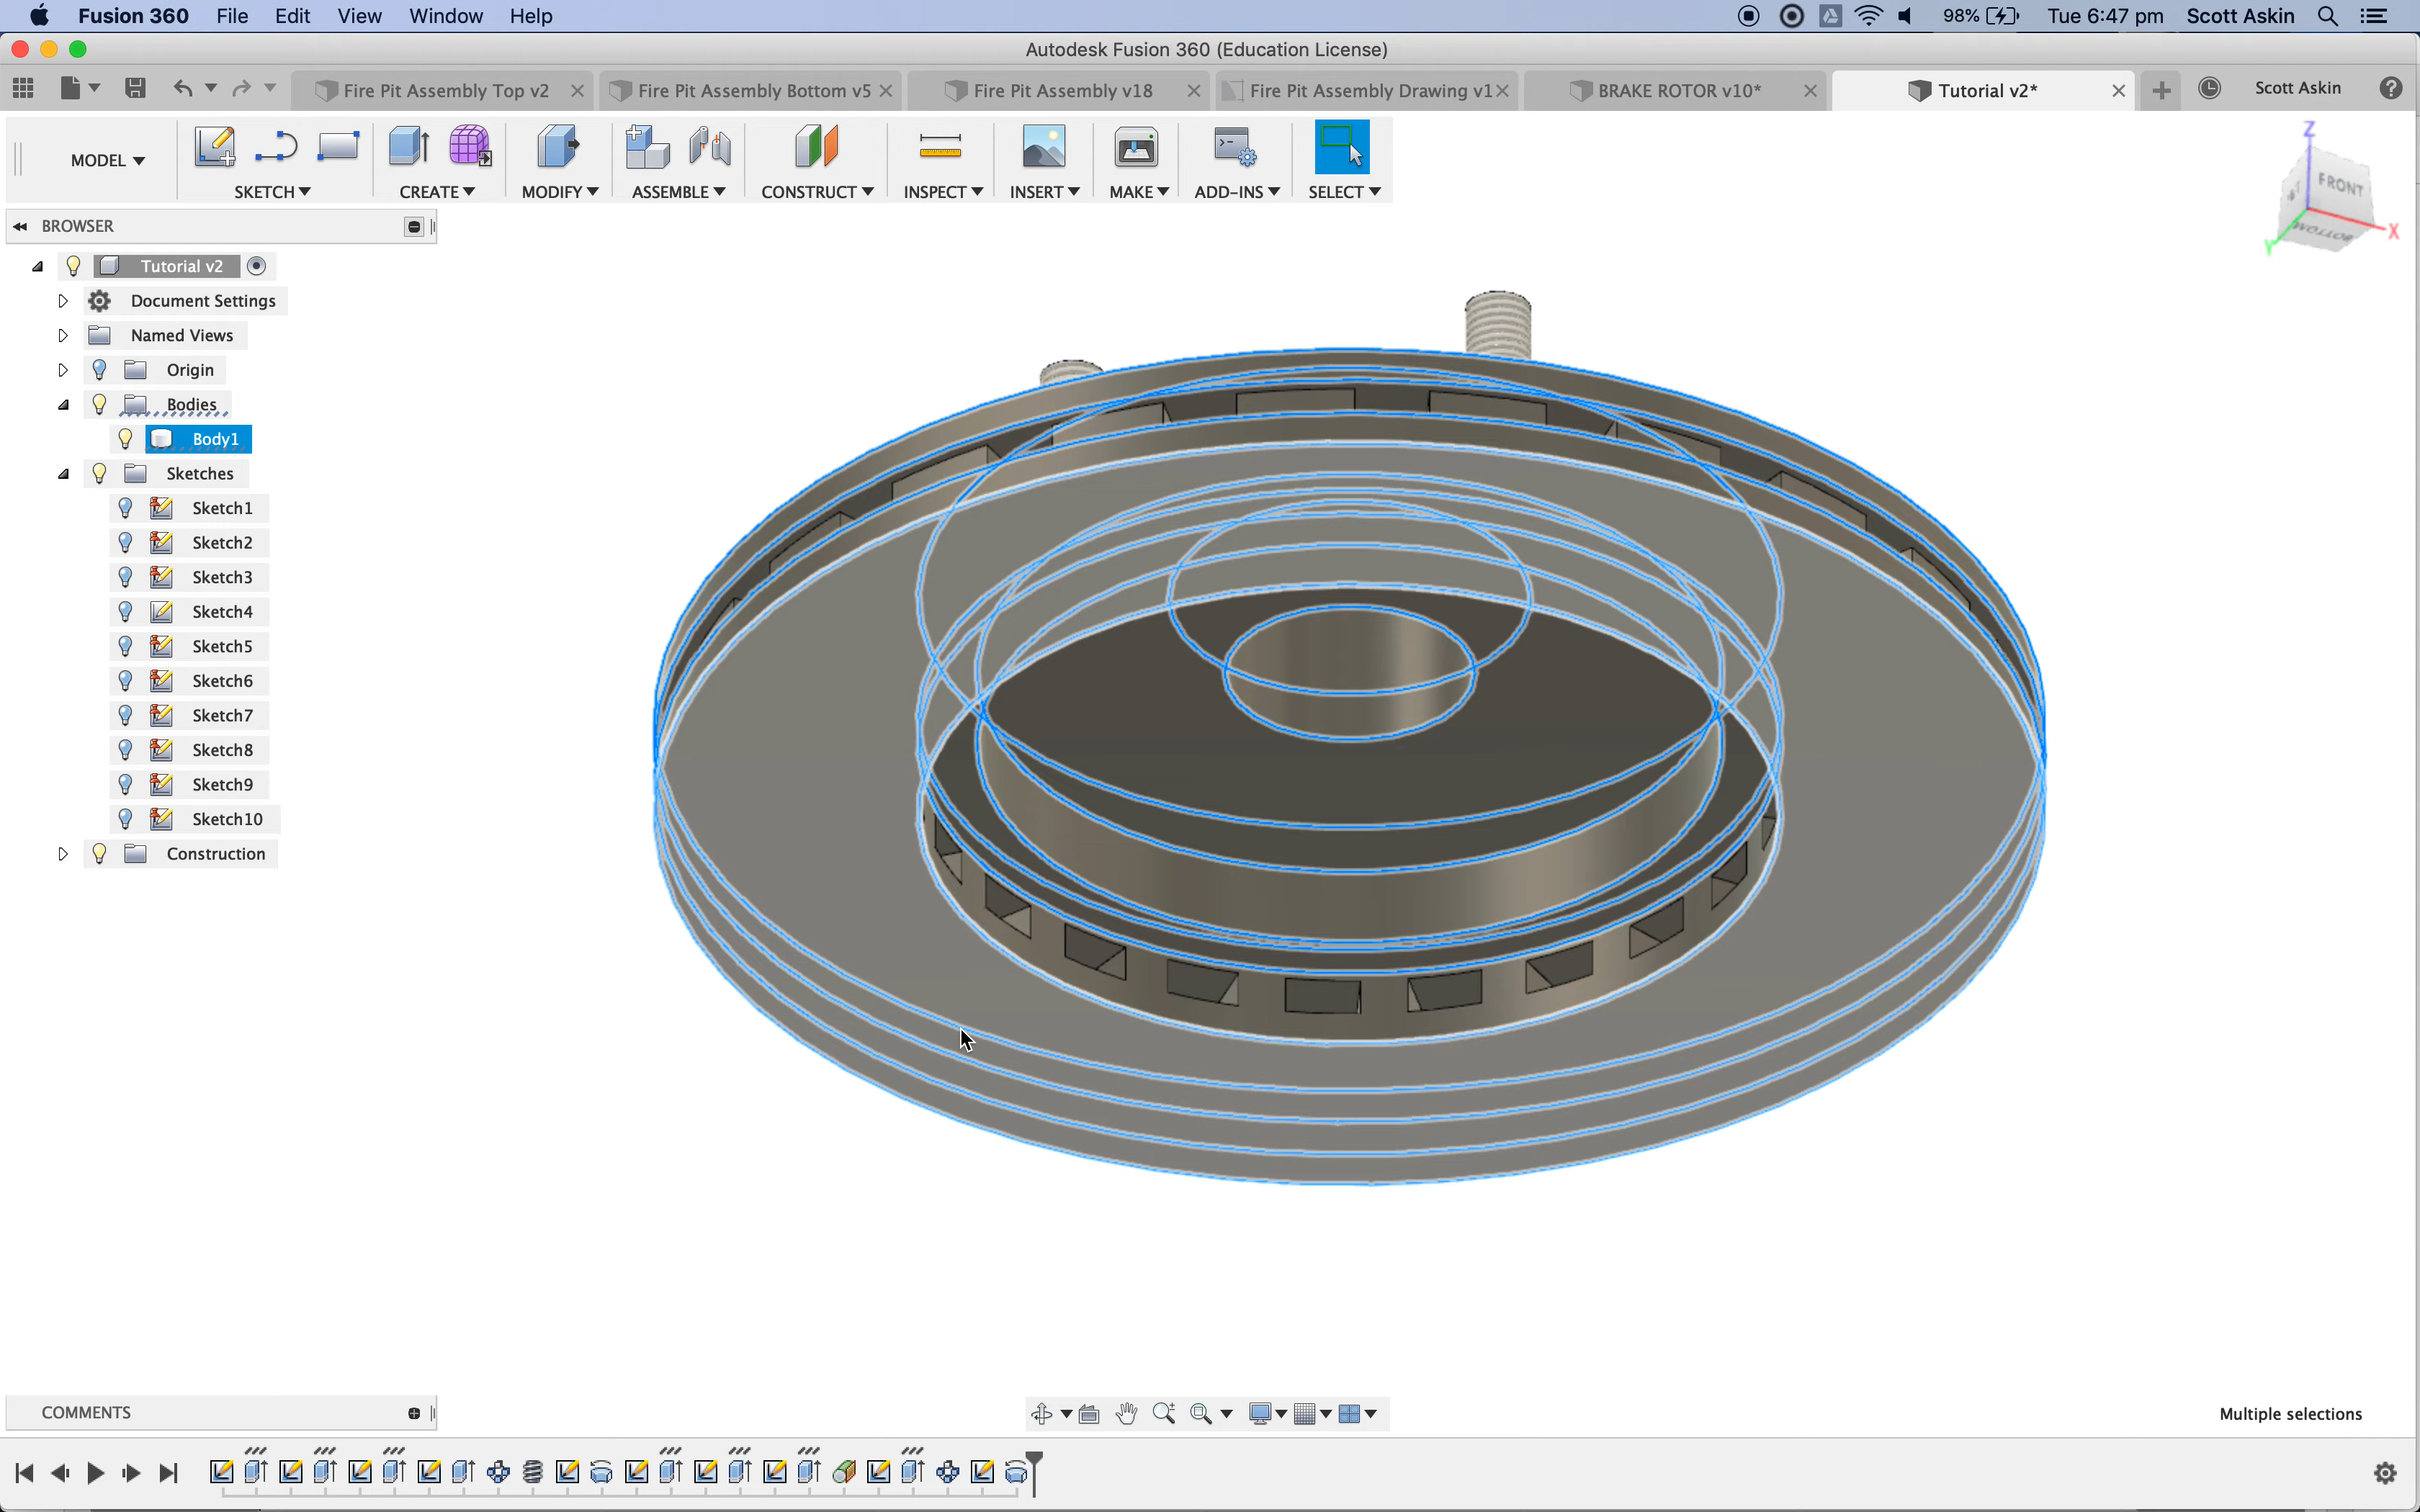 Fusion 360 File Edit View Window Help 98% Tue 6:47 pm Scott Askin
Autodesk Fusion 360 (Education License)
Fire Pit Assembly Top v2 Fire Pit Assembly Bottom v5 Fire Pit Assembly v18 Fire Pit Assembly Drawing v1 BRAKE ROTOR v10* Tutorial v2* Scott Askin
MODEL SKETCH CREATE MODIFY ASSEMBLE CONSTRUCT INSPECT INSERT MAKE ADD-INS SELECT
Z
FRONT
BOTTOM
X
Y
BROWSER
Tutorial v2
Document Settings
Named Views
Origin
Bodies
Body1
Sketches
Sketch1
Sketch2
Sketch3
Sketch4
Sketch5
Sketch6
Sketch7
Sketch8
Sketch9
Sketch10
Construction
COMMENTS
Multiple selections